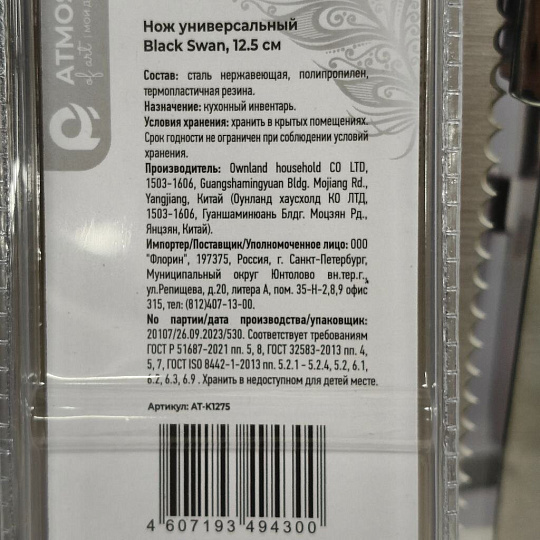 Нож универсальный
Black Swan, 12.5 см
Состав: сталь нержавеющая, полипропилен,
термопластичная резина.
Назначение: кухонный инвентарь.
Условия хранения: хранить в крытых помещениях.
Срок годности не ограничен при соблюдении условий
хранения.
Производитель: Ownland household CO LTD,
1503-1606, Guangshamingyuan Bldg. Mojiang Rd.,
Yangjiang, Китай (Оунланд хаусхолд КО ЛТД,
1503-1606, Гуаншаминюань Блдг. Моцзян Рд.,
Янцзян, Китай).
Импортер/Поставщик/Уполномоченное лицо: ООО
"Флорин", 197375, Россия, г. Санкт-Петербург,
Муниципальный округ Юнтолово вн.тер.г.,
ул.Репищева, д.20, литера А, пом. 35-Н-2,8,9 офис
315, тел: (812)407-13-00.
No партии/дата производства/упаковщик:
20107/26.09.2023/530. Соответствует требованиям
ГОСТ Р 51687-2021 пп. 5, 8, ГОСТ 32583-2013 пп. 4,
5, 7, ГОСТ ISO 8442-1-2013 пп. 5.2.1 - 5.2.4, 5.2, 6.1,
6.2, 6.3, 6.9 . Хранить в недоступном для детей месте.
Артикул: AT-K1275
4 607193 494300
ATMOS
of art